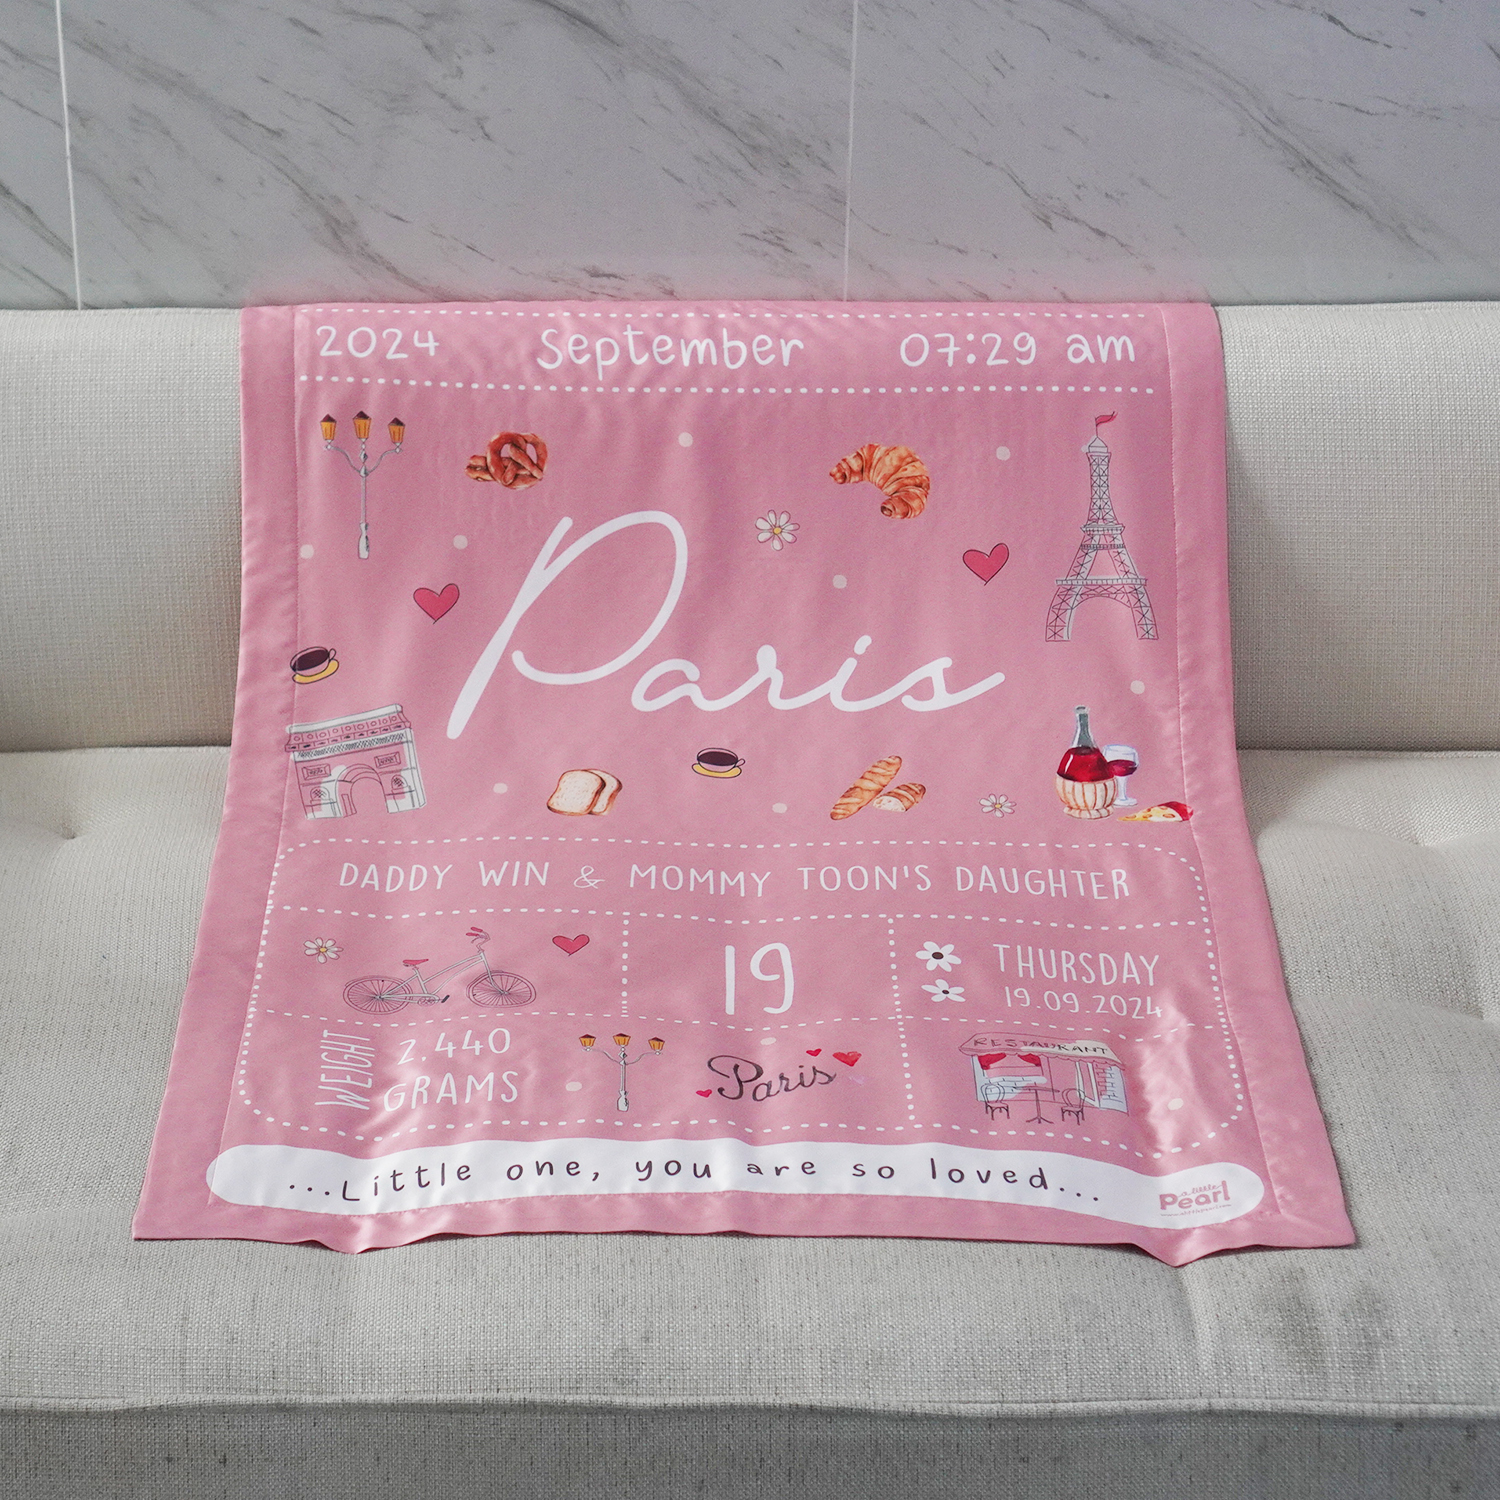 2024 September 07:29 am
Paris
DADDY WIN & MOMMY TOON'S DAUGHTER
19
THURSDAY
19.09.2024
WEIGHT
2.440
GRAMS
Paris
RESTAURANT
...Little one, you are so loved...
a little
Pearl